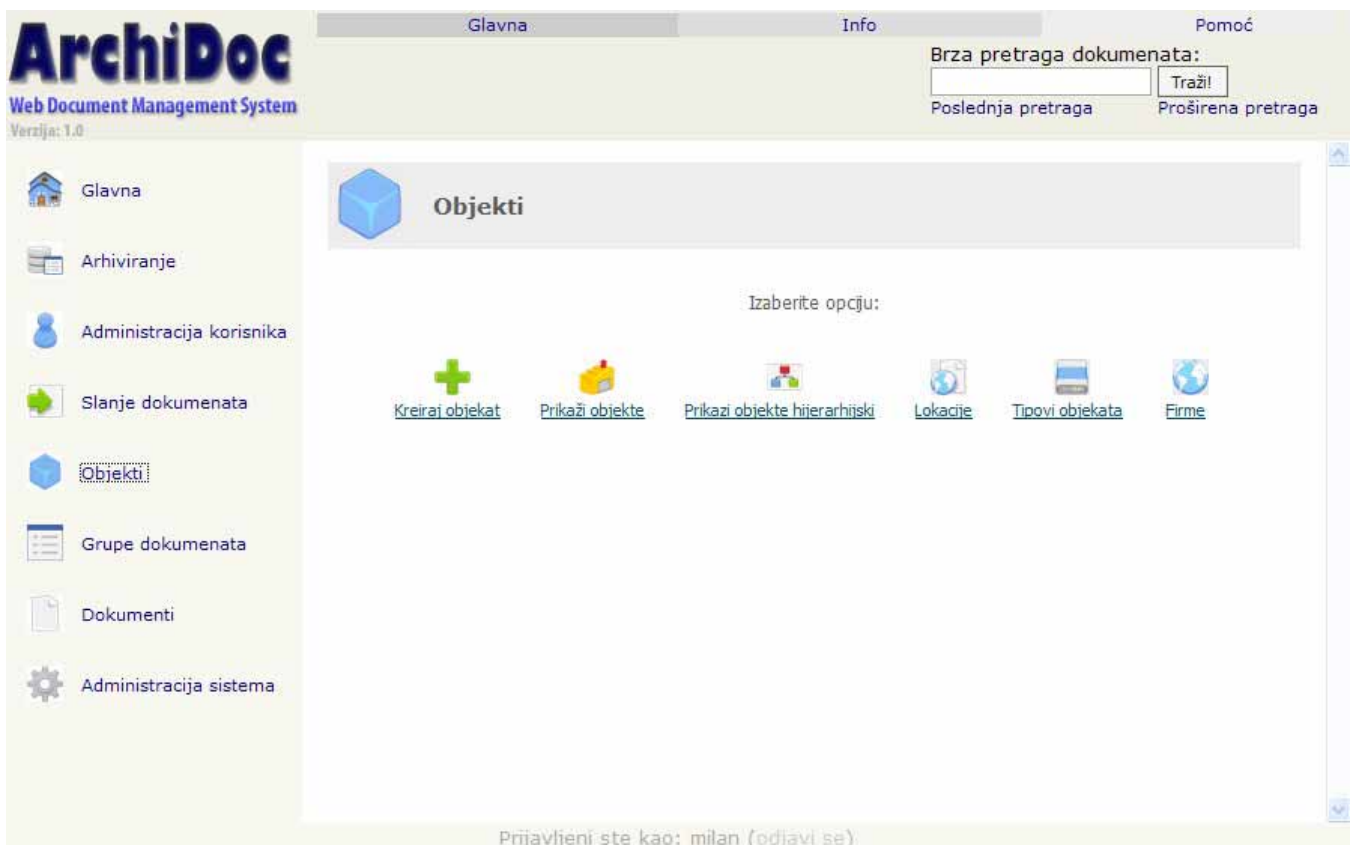 ArchiDoc
Web Document Management System
Verzija: 1.0
Glavna Info Pomoć
Brza pretraga dokumenata:
Traži!
Poslednja pretraga Proširena pretraga
Glavna
Arhiviranje
Administracija korisnika
Slanje dokumenata
Objekti
Grupe dokumenata
Dokumenti
Administracija sistema
Objekti
Izaberite opciju:
Kreiraj objekat Prikaži objekte Prikazi objekte hijerarhijski Lokacije Tipovi objekata Firme
Prijavljeni ste kao: milan (odjavi se)